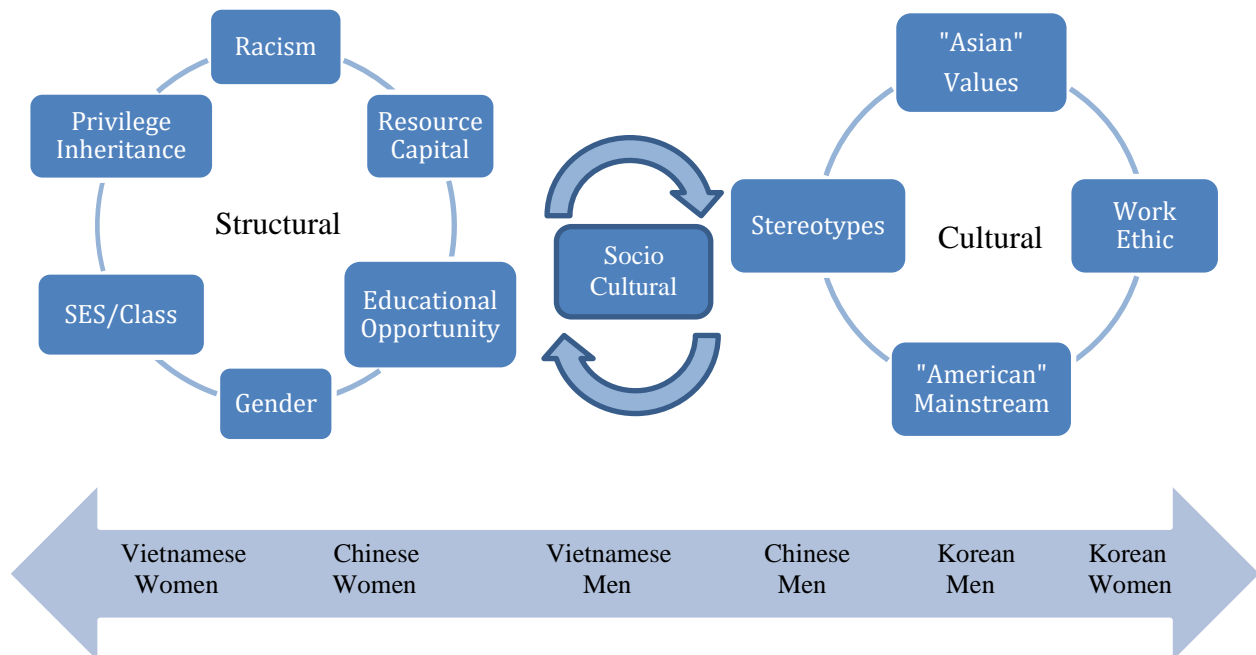 Racism
Privilege
Inheritance
Resource
Capital
Structural
SES/Class
Educational
Opportunity
Gender
Socio
Cultural
"Asian"
Values
Stereotypes
Cultural
Work
Ethic
"American"
Mainstream
Vietnamese
Women
Chinese
Women
Vietnamese
Men
Chinese
Men
Korean
Men
Korean
Women